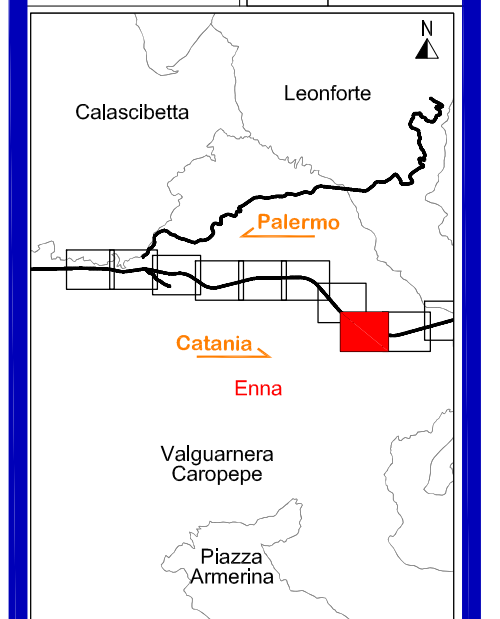 N
Leonforte
Calascibetta
Palermo
Catania
Enna
Valguarnera
Caropepe
Piazza
Armerina